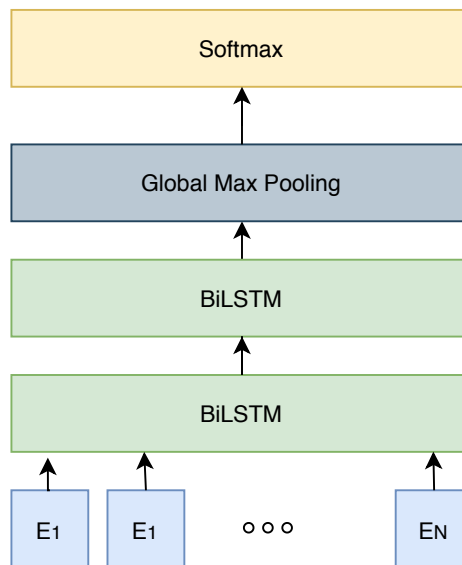 Softmax
Global Max Pooling
BiLSTM
BiLSTM
E1 E1 EN